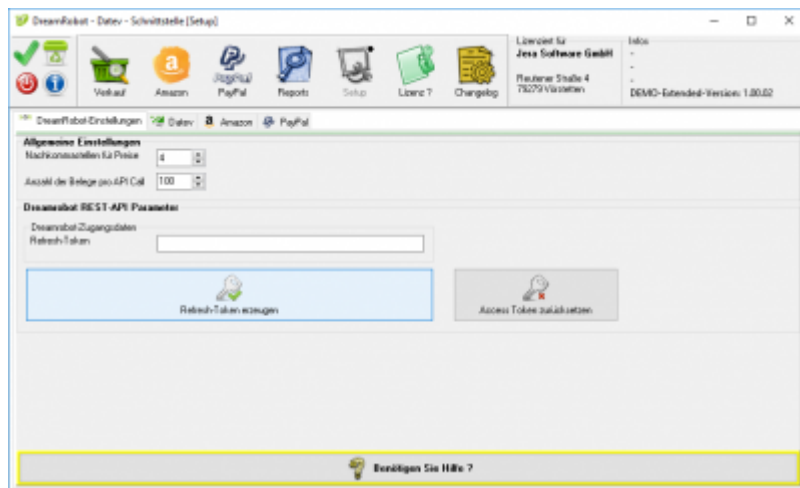 DreamRobot - Datev - Schnittstelle [Setup]
Verkauf
Amazon
PayPal
PayPal
Reports
Setup
Lizenz ?
Changelog
Lizenziert für
Jera Software GmbH
Reutener Straße 4
79279 Vörstetten
Infos
-
-
-
DEMO-Extended-Version: 1.00.02
DreamRobot-Einstellungen
Datev
Amazon
PayPal
Allgemeine Einstellungen
Nachkommastellen für Preise
4
Anzahl der Belege pro API Call
100
Dreamrobot REST-API Parameter
Dreamrobot-Zugangsdaten
Refresh-Token
Refresh-Token erzeugen
Access Token zurücksetzen
Benötigen Sie Hilfe ?